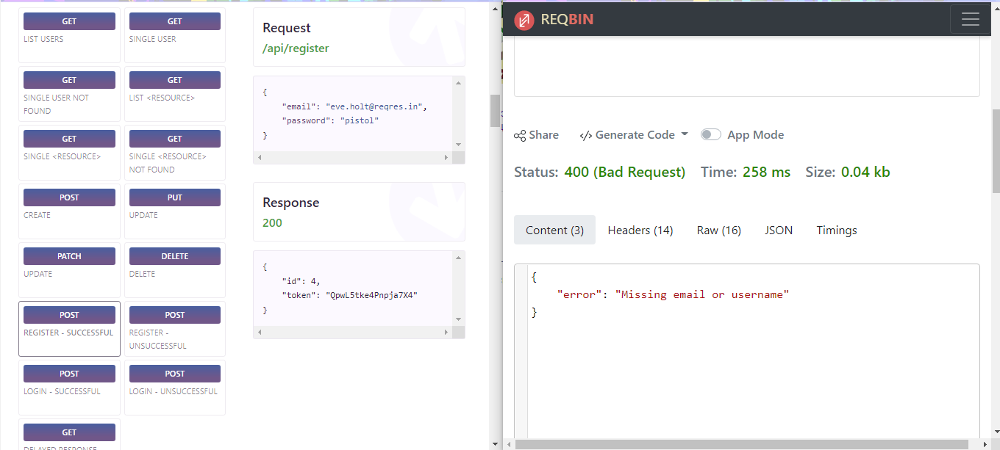 GET
LIST USERS
GET
SINGLE USER
GET
SINGLE USER NOT
FOUND
GET
LIST <RESOURCE>
GET
SINGLE <RESOURCE>
GET
SINGLE <RESOURCE>
NOT FOUND
POST
CREATE
PUT
UPDATE
PATCH
UPDATE
DELETE
DELETE
POST
REGISTER - SUCCESSFUL
POST
REGISTER -
UNSUCCESSFUL
POST
LOGIN - SUCCESSFUL
POST
LOGIN - UNSUCCESSFUL
GET
DELAYED RESPONSE
Request
/api/register
{
"email": "eve.holt@reqres.in",
"password": "pistol"
}
Response
200
{
"id": 4,
"token": "QpwL5tke4Pnpja7X4"
}
REQBIN
Share
</> Generate Code
App Mode
Status: 400 (Bad Request) Time: 258 ms Size: 0.04 kb
Content (3) Headers (14) Raw (16) JSON Timings
{
"error": "Missing email or username"
}